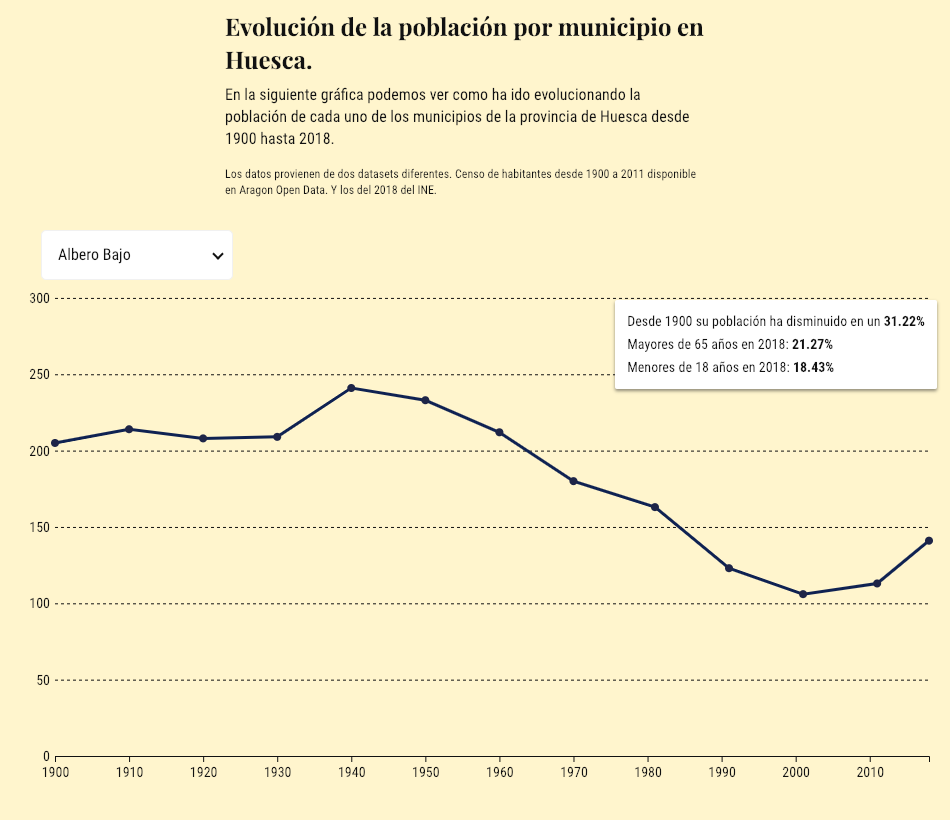 Evolución de la población por municipio en
Huesca.
En la siguiente gráfica podemos ver como ha ido evolucionando la
población de cada uno de los municipios de la provincia de Huesca desde
1900 hasta 2018.
Los datos provienen de dos datasets diferentes. Censo de habitantes desde 1900 a 2011 disponible
en Aragon Open Data. Y los del 2018 del INE.
Albero Bajo
300
Desde 1900 su población ha disminuido en un 31.22%
Mayores de 65 años en 2018: 21.27%
Menores de 18 años en 2018: 18.43%
250
200
150
100
50
0
1900 1910 1920 1930 1940 1950 1960 1970 1980 1990 2000 2010